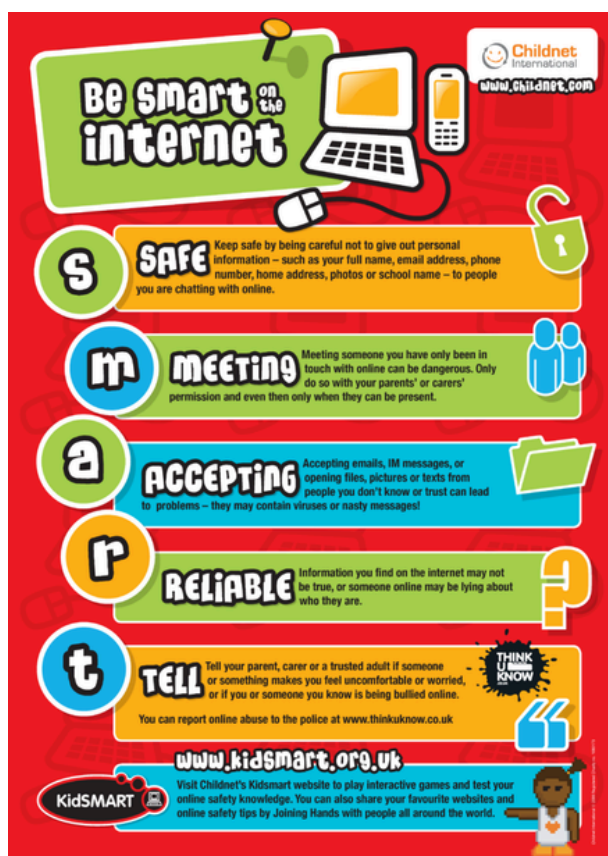 Be smart on the
internet
Childnet
International
www.childnet.com
s
SAFE Keep safe by being careful not to give out personal
information – such as your full name, email address, phone
number, home address, photos or school name – to people
you are chatting with online.
m
MEETING Meeting someone you have only been in
touch with online can be dangerous. Only
do so with your parents' or carers'
permission and even then only when they can be present.
a
ACCEPTING Accepting emails, IM messages, or
opening files, pictures or texts from
people you don't know or trust can lead
to problems – they may contain viruses or nasty messages!
r
RELIABLE Information you find on the internet may not
be true, or someone online may be lying about
who they are.
t
TELL Tell your parent, carer or a trusted adult if someone
or something makes you feel uncomfortable or worried,
or if you or someone you know is being bullied online.
You can report online abuse to the police at www.thinkuknow.co.uk
THINK
U
KNOW
www.kidsmart.org.uk
KidSMART
Visit Childnet's Kidsmart website to play interactive games and test your
online safety knowledge. You can also share your favourite websites and
online safety tips by Joining Hands with people all around the world.